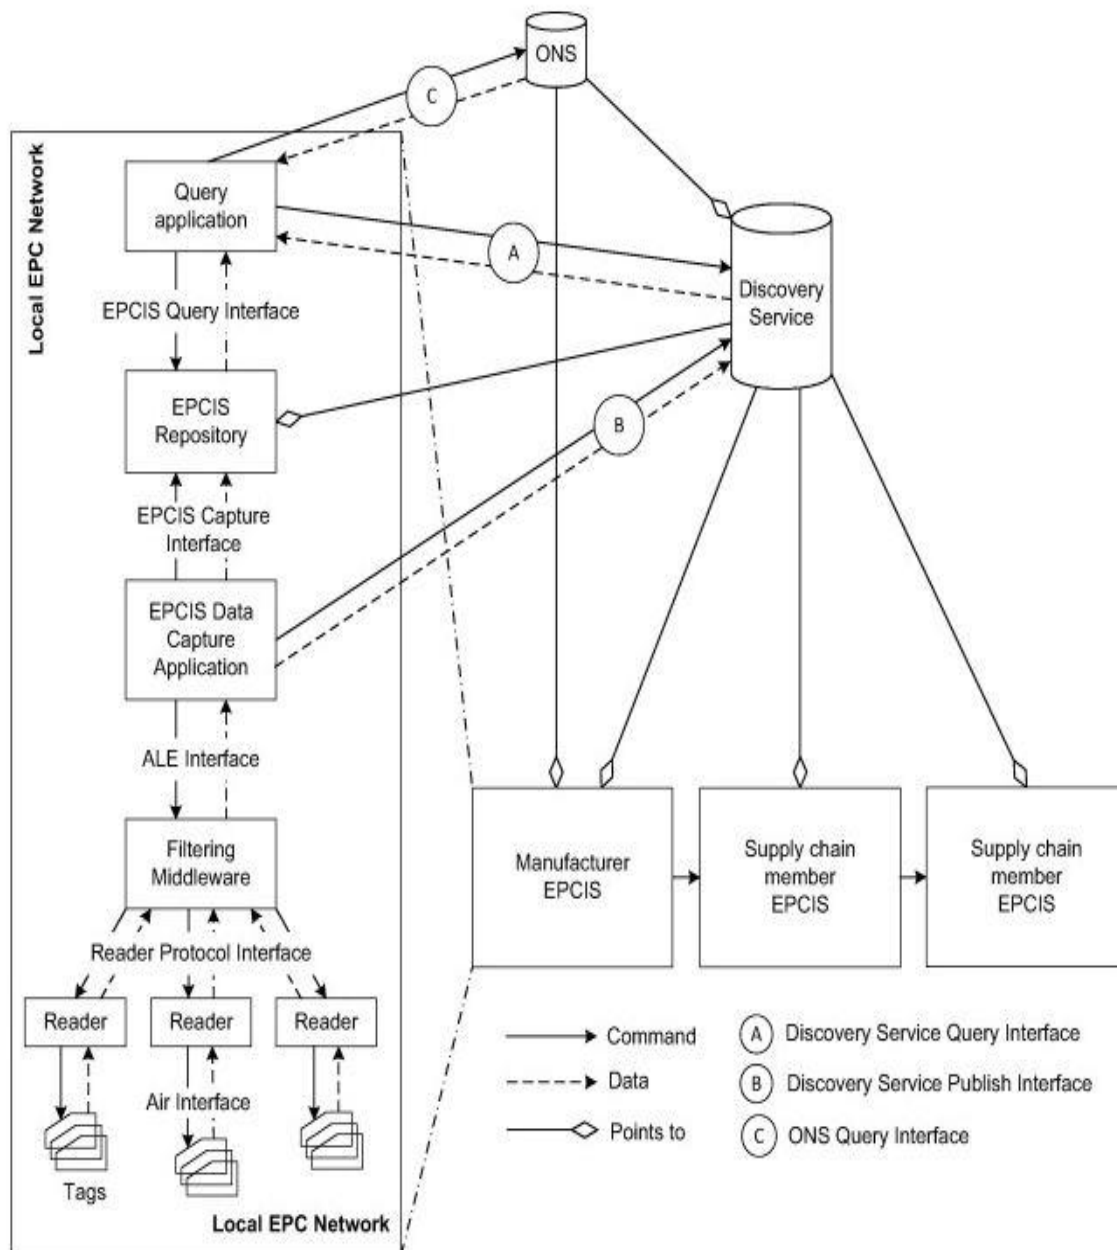 ONS
C
Local EPC Network
Query
application
A
EPCIS Query Interface
Discovery
Service
EPCIS
Repository
B
EPCIS Capture
Interface
EPCIS Data
Capture
Application
ALE Interface
Filtering
Middleware
Manufacturer
EPCIS
Supply chain
member
EPCIS
Supply chain
member
EPCIS
Reader Protocol Interface
Reader
Reader
Reader
Air Interface
Tags
Local EPC Network
Command
Data
Points to
A Discovery Service Query Interface
B Discovery Service Publish Interface
C ONS Query Interface